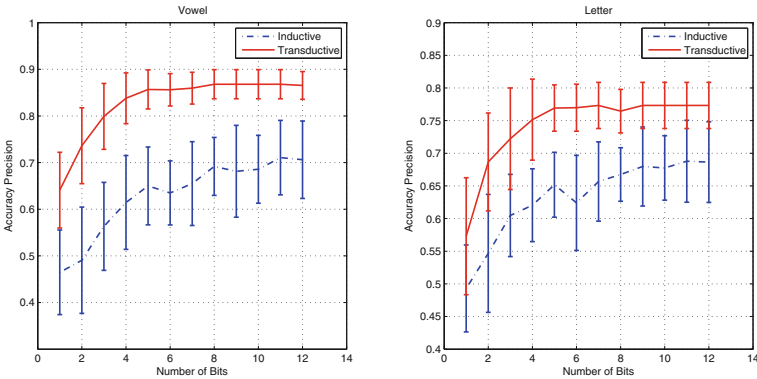 Vowel
Inductive
Transductive
1
0.9
0.8
0.7
0.6
0.5
0.4
Accuracy Precision
0 2 4 6 8 10 12 14
Number of Bits
Letter
Inductive
Transductive
0.9
0.85
0.8
0.75
0.7
0.65
0.6
0.55
0.5
0.45
0.4
Accuracy Precision
0 2 4 6 8 10 12 14
Number of Bits